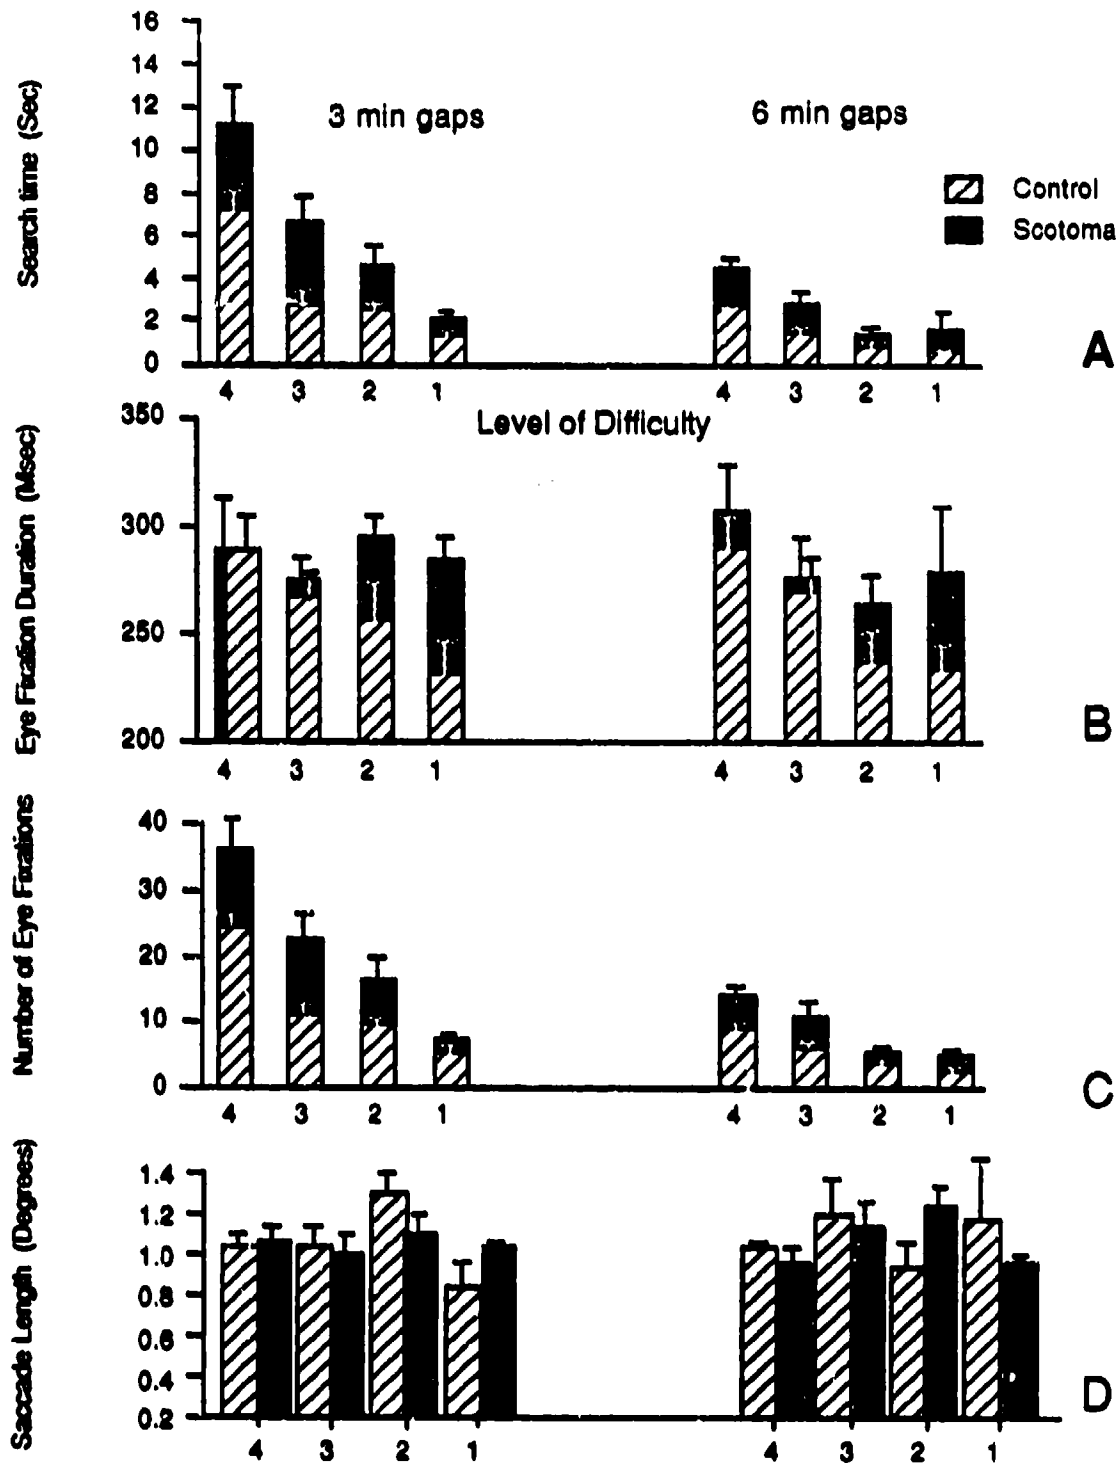 Search time (Sec)
16
14
12
10
8
6
4
2
0
3 min gaps
6 min gaps
Control
Scotoma
4 3 2 1
4 3 2 1
A
Level of Difficulty
Eye Fixation Duration (Msec)
350
300
250
200
4 3 2 1
4 3 2 1
B
Number of Eye Fixations
40
30
20
10
0
4 3 2 1
4 3 2 1
C
Saccade Length (Degrees)
1.4
1.2
1.0
0.8
0.6
0.4
0.2
4 3 2 1
4 3 2 1
D